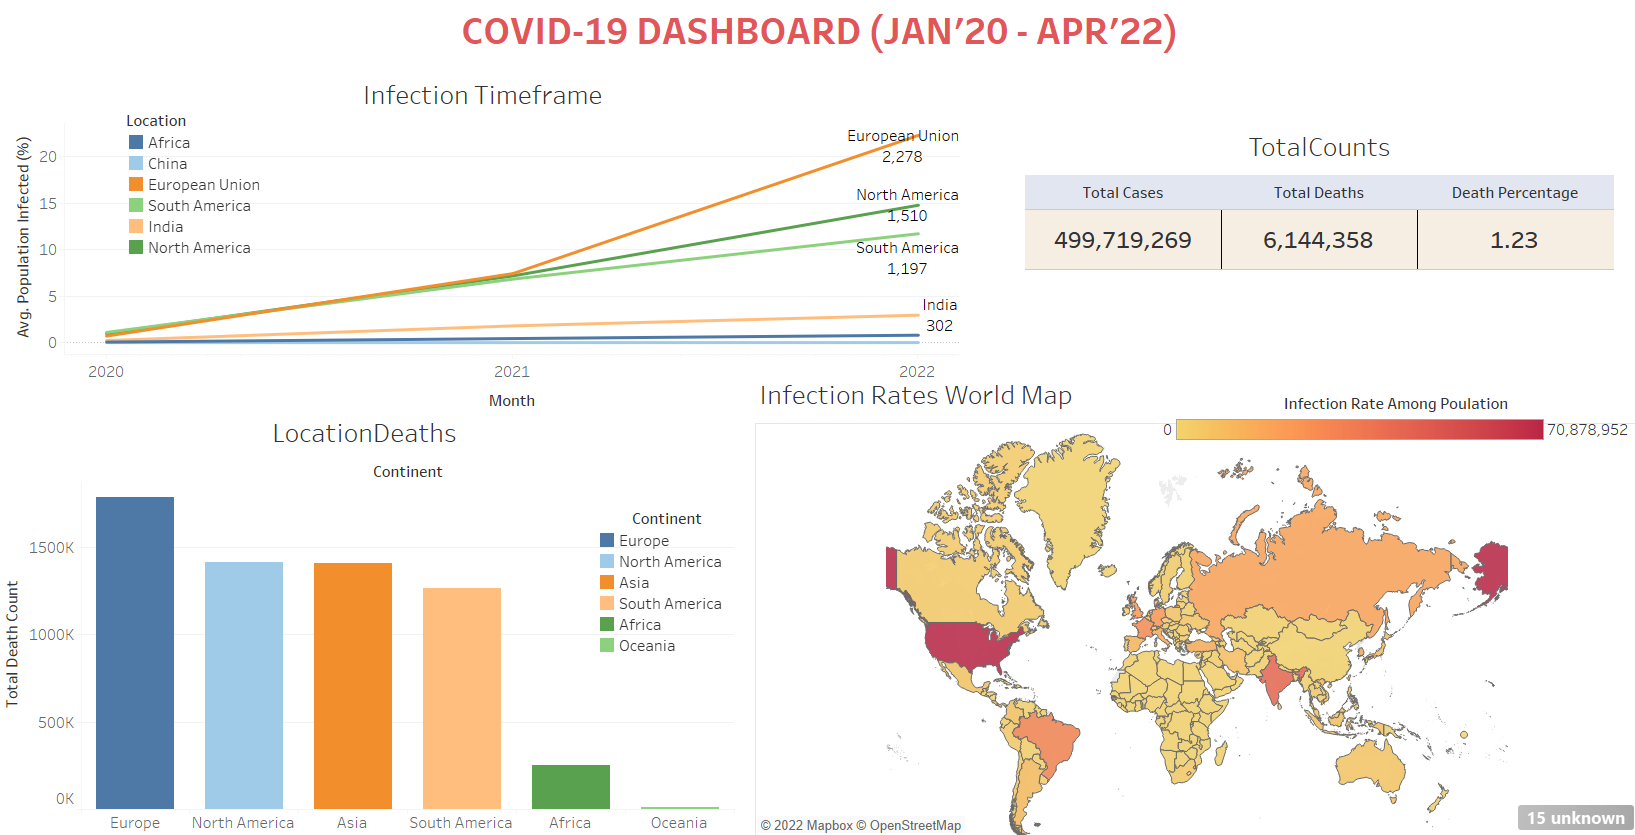 COVID-19 DASHBOARD (JAN’20 - APR’22)
Infection Timeframe
Location
Africa
China
European Union
South America
India
North America
Avg. Population Infected (%)
20
15
10
5
0
European Union
2,278
North America
1,510
South America
1,197
India
302
2020
2021
2022
Month
TotalCounts
Total Cases
Total Deaths
Death Percentage
499,719,269
6,144,358
1.23
LocationDeaths
Continent
Total Death Count
1500K
1000K
500K
0K
Continent
Europe
North America
Asia
South America
Africa
Oceania
Europe
North America
Asia
South America
Africa
Oceania
Infection Rates World Map
Infection Rate Among Poulation
0
70,878,952
© 2022 Mapbox © OpenStreetMap
15 unknown